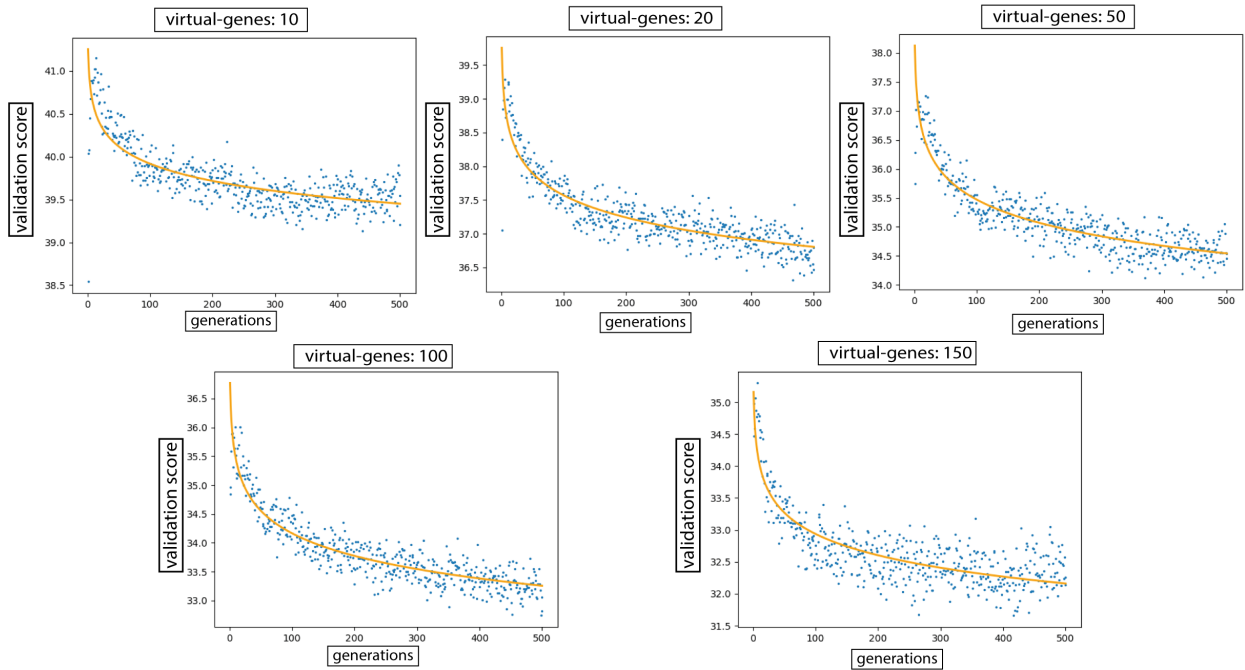 virtual-genes: 10
validation score
41.0
40.5
40.0
39.5
39.0
38.5
0 100 200 300 400 500
generations
virtual-genes: 20
validation score
39.5
39.0
38.5
38.0
37.5
37.0
36.5
0 100 200 300 400 500
generations
virtual-genes: 50
validation score
38.0
37.5
37.0
36.5
36.0
35.5
35.0
34.5
34.0
0 100 200 300 400 500
generations
virtual-genes: 100
validation score
36.5
36.0
35.5
35.0
34.5
34.0
33.5
33.0
0 100 200 300 400 500
generations
virtual-genes: 150
validation score
35.0
34.5
34.0
33.5
33.0
32.5
32.0
31.5
0 100 200 300 400 500
generations